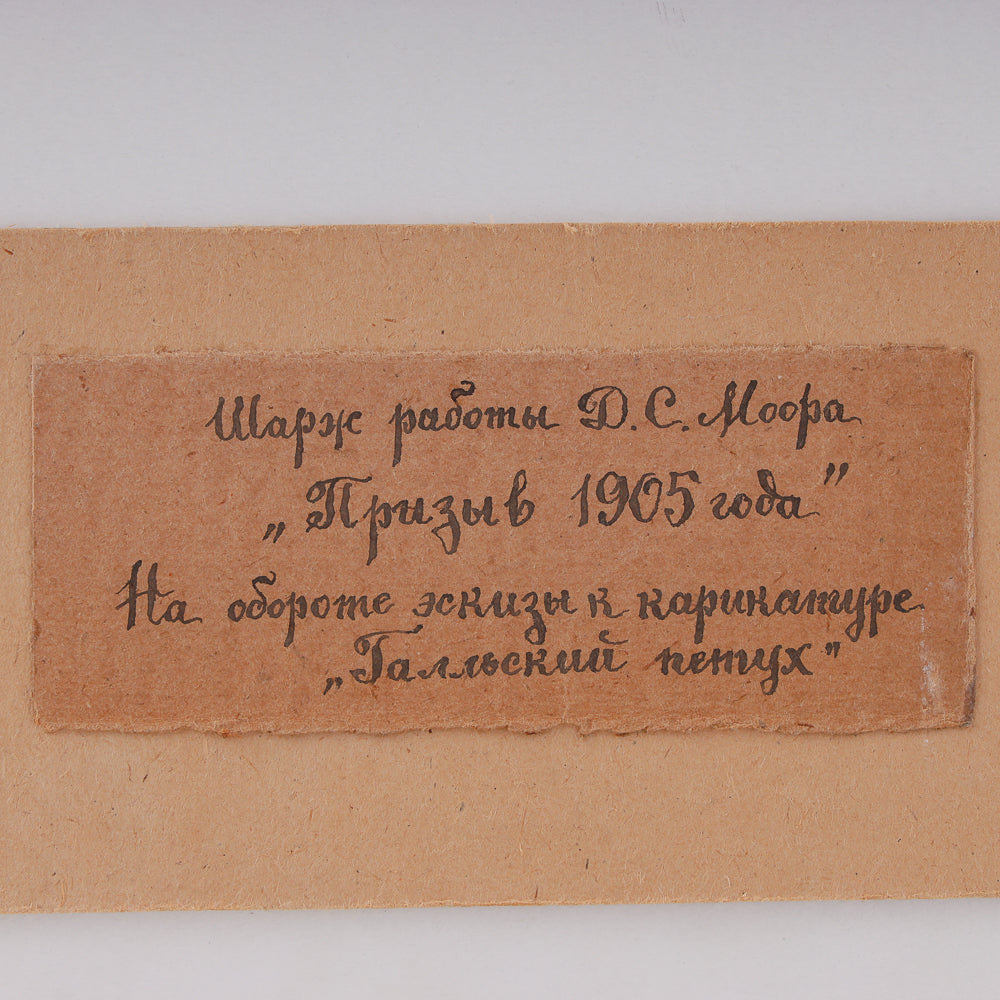 Шарж работы Д.С. Моора
„Призыв 1905 года"
На обороте эскизы к карикатуре
„Галльский петух"